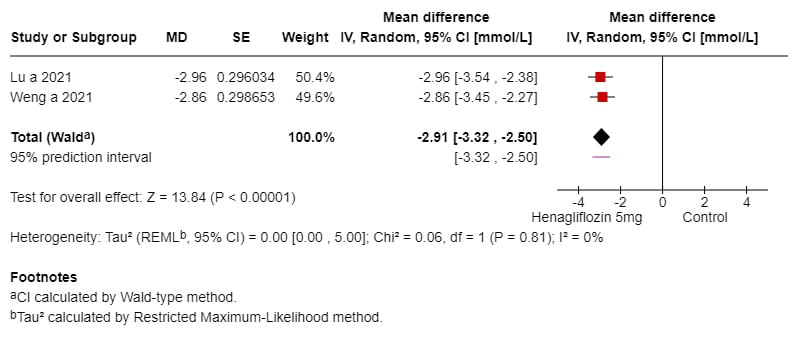 Mean difference Mean difference
Study or Subgroup MD SE Weight IV, Random, 95% CI [mmol/L] IV, Random, 95% CI [mmol/L]
Lu a 2021 -2.96 0.296034 50.4% -2.96 [-3.54 , -2.38]
Weng a 2021 -2.86 0.298653 49.6% -2.86 [-3.45 , -2.27]
Total (Waldᵃ) 100.0% -2.91 [-3.32 , -2.50]
95% prediction interval [-3.32 , -2.50]
Test for overall effect: Z = 13.84 (P < 0.00001)
-4 -2 0 2 4
Henagliflozin 5mg Control
Heterogeneity: Tau² (REMLᵇ, 95% CI) = 0.00 [0.00 , 5.00]; Chi² = 0.06, df = 1 (P = 0.81); I² = 0%
Footnotes
ᵃCI calculated by Wald-type method.
ᵇTau² calculated by Restricted Maximum-Likelihood method.